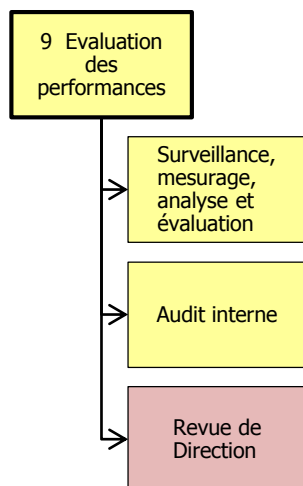 9 Evaluation
des
performances
Surveillance,
mesurage,
analyse et
évaluation
Audit interne
Revue de
Direction